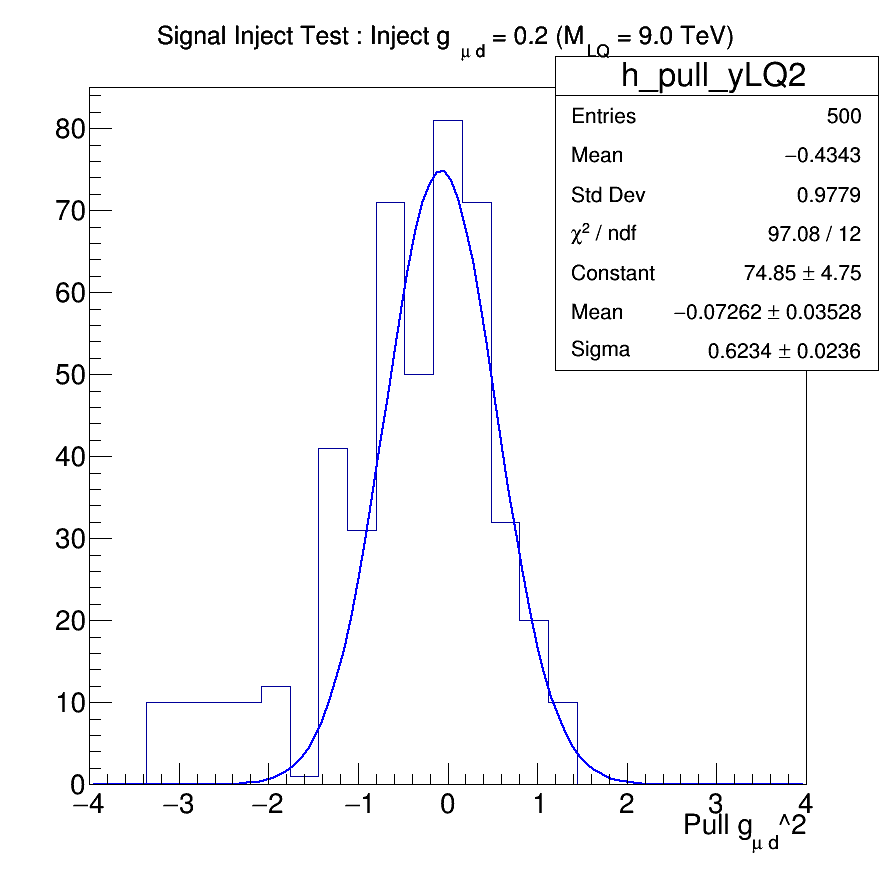 Signal Inject Test : Inject g μ d = 0.2 (M LQ = 9.0 TeV)
h_pull_yLQ2
Entries 500
Mean −0.4343
Std Dev 0.9779
χ² / ndf 97.08 / 12
Constant 74.85 ± 4.75
Mean −0.07262 ± 0.03528
Sigma 0.6234 ± 0.0236
80
70
60
50
40
30
20
10
0
−4 −3 −2 −1 0 1 2 3 4
Pull g μ d ^2